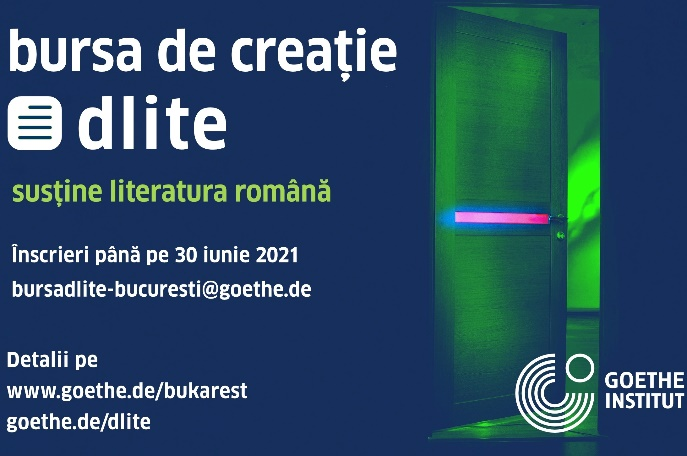 bursa de creație
dlite
susține literatura română
Înscrieri până pe 30 iunie 2021
bursadlite-bucuresti@goethe.de
Detalii pe
www.goethe.de/bukarest
goethe.de/dlite
GOETHE
INSTITUT